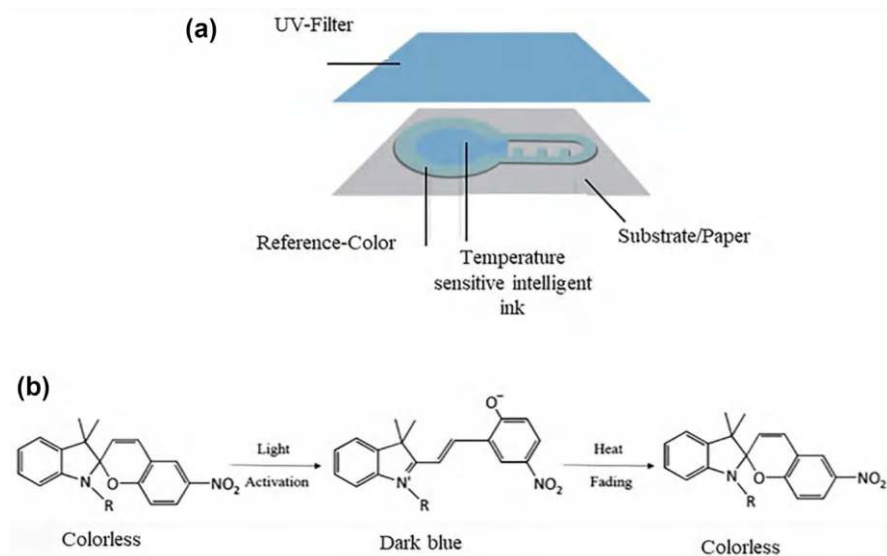 (a)
UV-Filter
Reference-Color
Temperature
sensitive intelligent
ink
Substrate/Paper
(b)
N
R
O
NO₂
Colorless
Light
Activation
N⁺
R
O⁻
NO₂
Dark blue
Heat
Fading
N
R
O
NO₂
Colorless